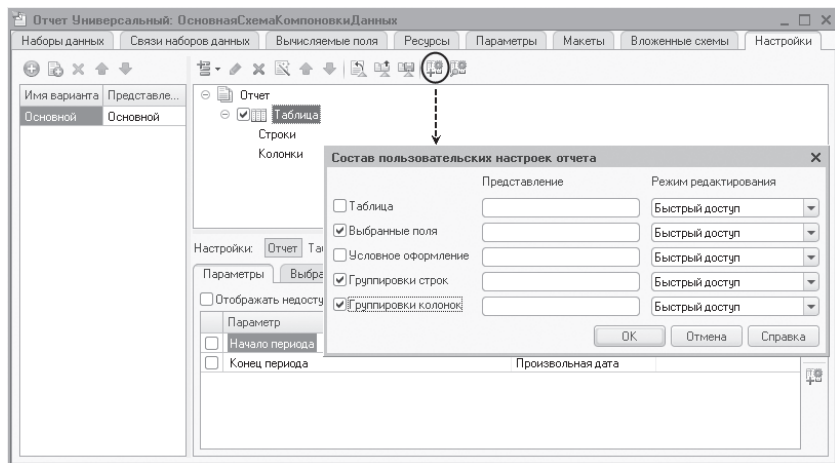 Отчет Универсальный: ОсновнаяСхемаКомпоновкиДанных
Наборы данных Связи наборов данных Вычисляемые поля Ресурсы Параметры Макеты Вложенные схемы Настройки
Имя варианта Представле...
Основной Основной
Отчет
Таблица
Строки
Колонки
Состав пользовательских настроек отчета
Представление Режим редактирования
Таблица Быстрый доступ
Выбранные поля Быстрый доступ
Условное оформление Быстрый доступ
Группировки строк Быстрый доступ
Группировки колонок Быстрый доступ
OK Отмена Справка
Настройки: Отчет Та
Параметры Выбра
Отображать недосту
Параметр
Начало периода
Конец периода Произвольная дата